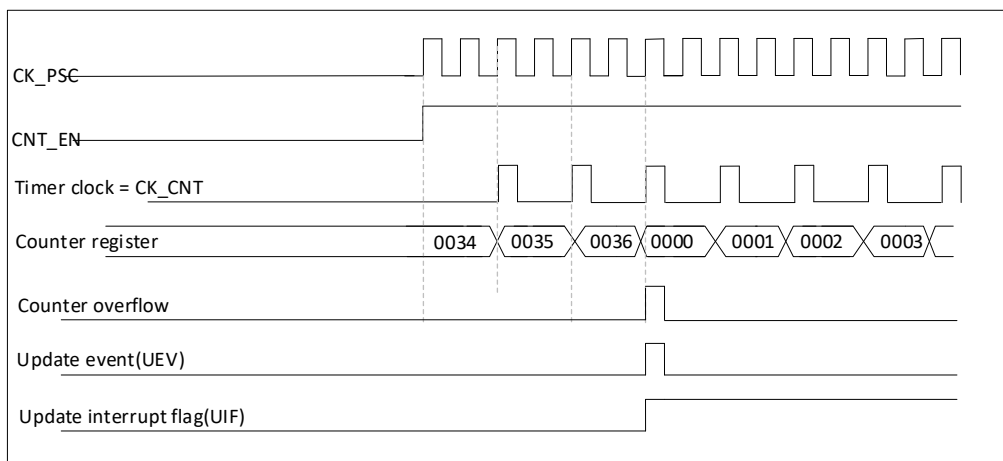 CK_PSC
CNT_EN
Timer clock = CK_CNT
Counter register
0034 0035 0036 0000 0001 0002 0003
Counter overflow
Update event(UEV)
Update interrupt flag(UIF)